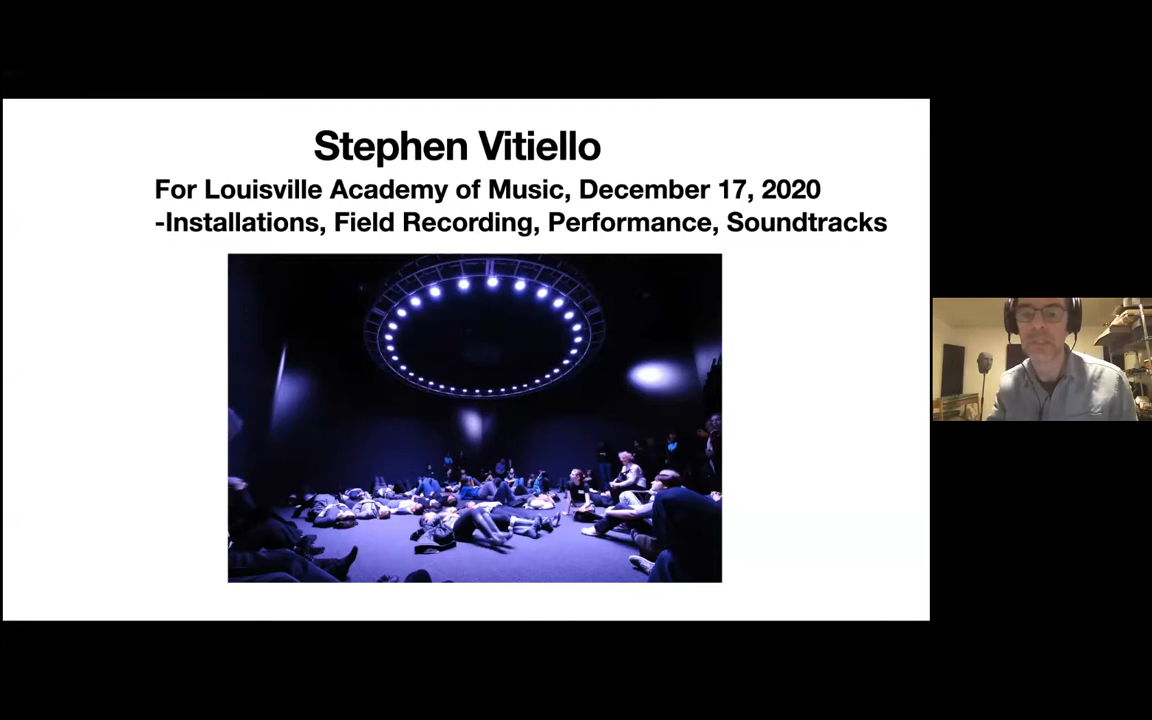 Stephen Vitiello
For Louisville Academy of Music, December 17, 2020
-Installations, Field Recording, Performance, Soundtracks